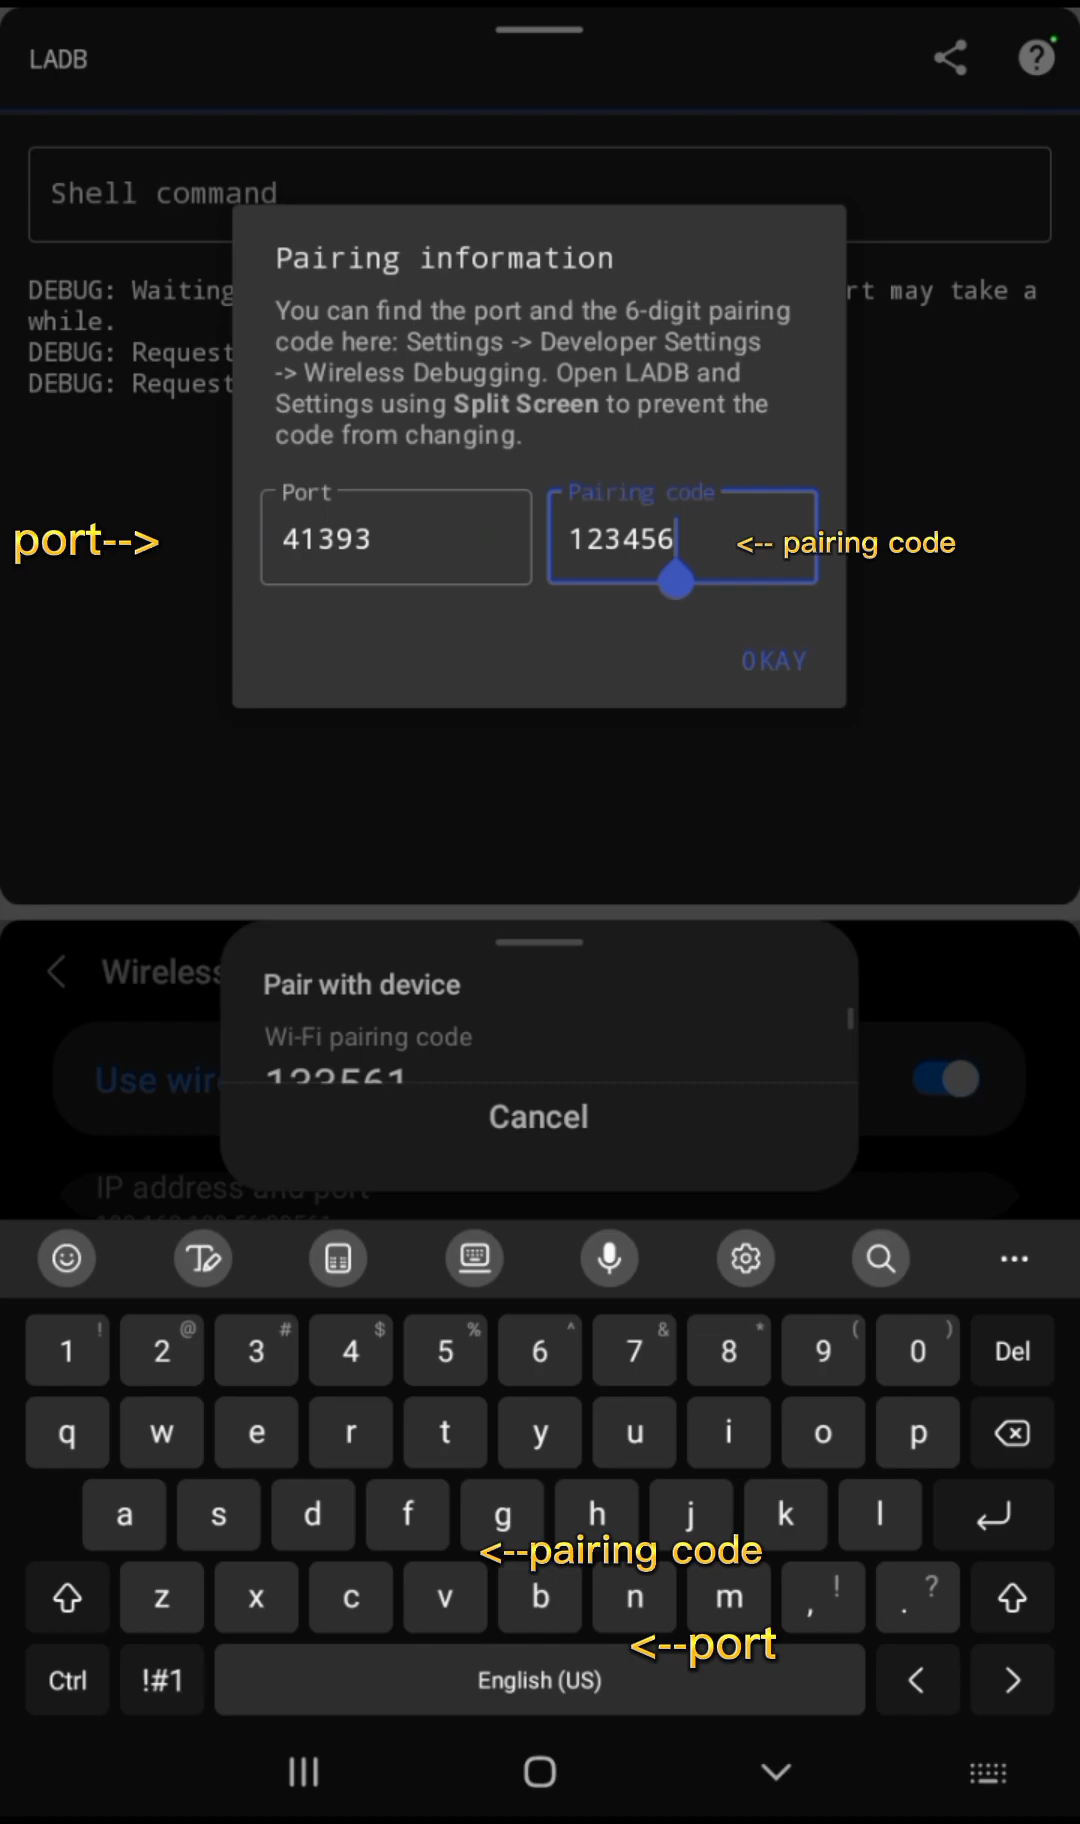 LADB
Shell command
Pairing information
DEBUG: Waiting
rt may take a
while.
DEBUG: Request
DEBUG: Request
You can find the port and the 6-digit pairing
code here: Settings -> Developer Settings
-> Wireless Debugging. Open LADB and
Settings using Split Screen to prevent the
code from changing.
Port
Pairing code
port-->
41393
123456
<-- pairing code
OKAY
Wireless
Pair with device
Wi-Fi pairing code
Use wir
Cancel
IP address and port
1 ! 2 @ 3 # 4 $ 5 % 6 ^ 7 & 8 * 9 ( 0 ) Del
q w e r t y u i o p
a s d f g h j k l
<--pairing code
z x c v b n m , ! . ?
<--port
Ctrl !#1 English (US) < >